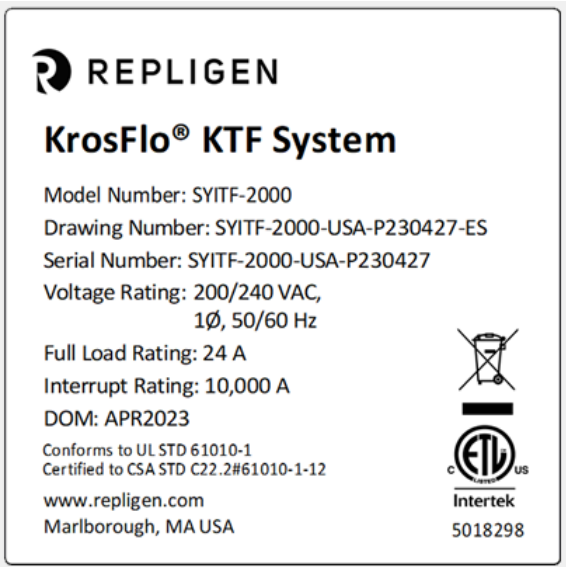 REPLIGEN
KrosFlo® KTF System
Model Number: SYITF-2000
Drawing Number: SYITF-2000-USA-P230427-ES
Serial Number: SYITF-2000-USA-P230427
Voltage Rating: 200/240 VAC,
1Ø, 50/60 Hz
Full Load Rating: 24 A
Interrupt Rating: 10,000 A
DOM: APR2023
Conforms to UL STD 61010-1
Certified to CSA STD C22.2#61010-1-12
www.repligen.com
Marlborough, MA USA
ETL
LISTED
C US
Intertek
5018298